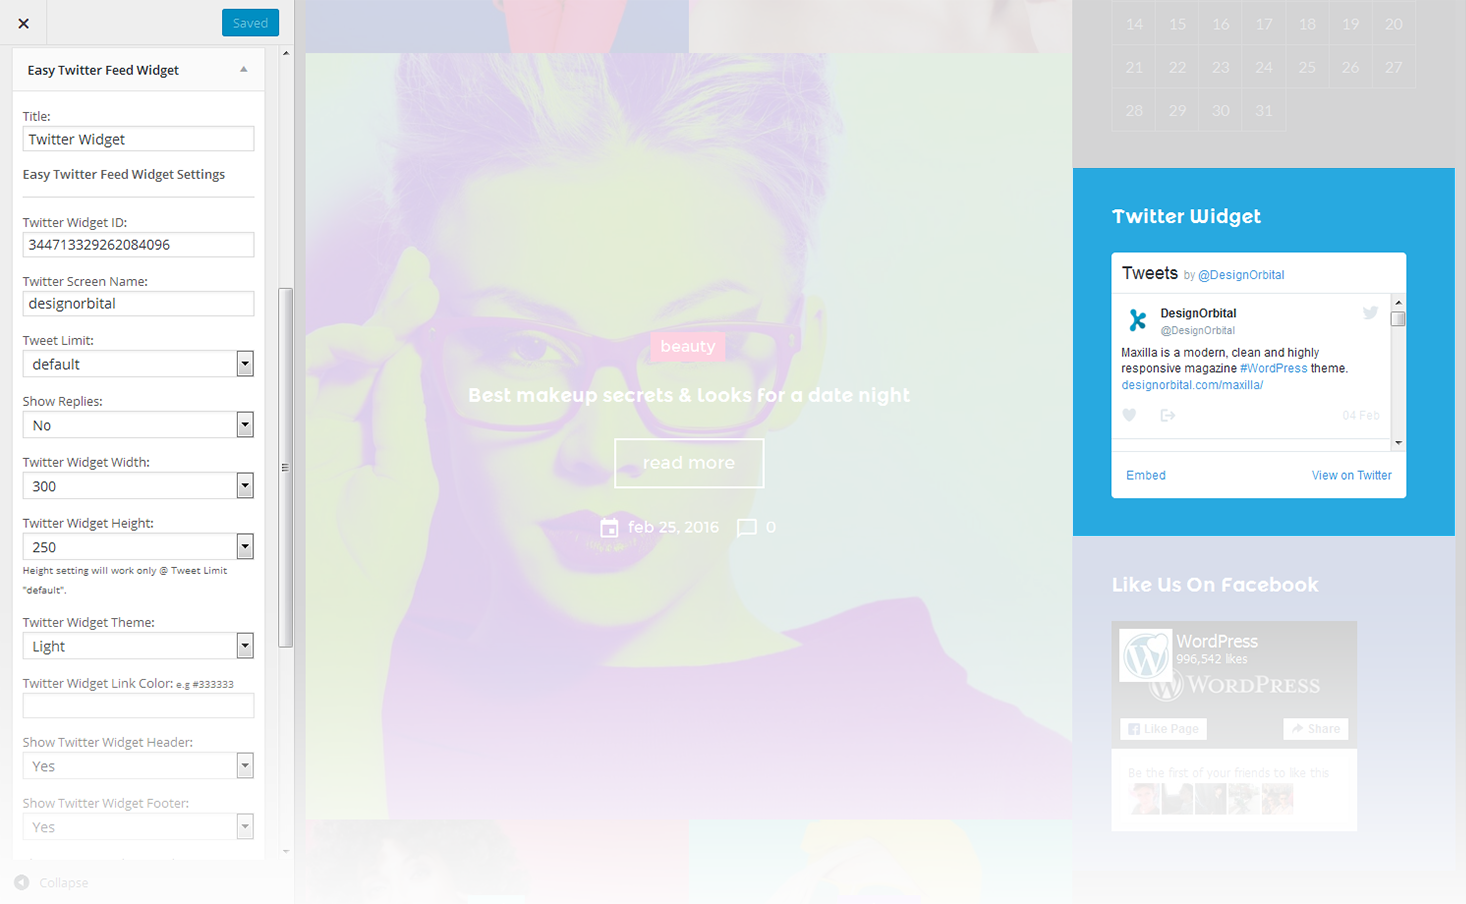 Saved
Easy Twitter Feed Widget
Title:
Twitter Widget
Easy Twitter Feed Widget Settings
Twitter Widget ID:
344713329262084096
Twitter Screen Name:
designorbital
Tweet Limit:
default
Show Replies:
No
Twitter Widget Width:
300
Twitter Widget Height:
250
Height setting will work only @ Tweet Limit
"default".
Twitter Widget Theme:
Light
Twitter Widget Link Color: e.g #333333
Show Twitter Widget Header:
Yes
Show Twitter Widget Footer:
Yes
Collapse
beauty
Best makeup secrets & looks for a date night
read more
feb 25, 2016 0
14 15 16 17 18 19 20
21 22 23 24 25 26 27
28 29 30 31
Twitter Widget
Tweets by @DesignOrbital
DesignOrbital
@DesignOrbital
Maxilla is a modern, clean and highly
responsive magazine #WordPress theme.
designorbital.com/maxilla/
04 Feb
Embed View on Twitter
Like Us On Facebook
WordPress
996,542 likes
WORDPRESS
Like Page Share
Be the first of your friends to like this